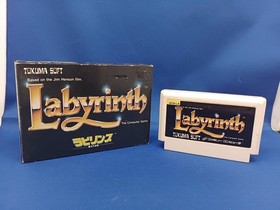 TOKUMA SOFT
Based on the Jim Henson film.
Labyrinth
The Computer Game
ラビリンス
Labyrinth
TOKUMA SOFT